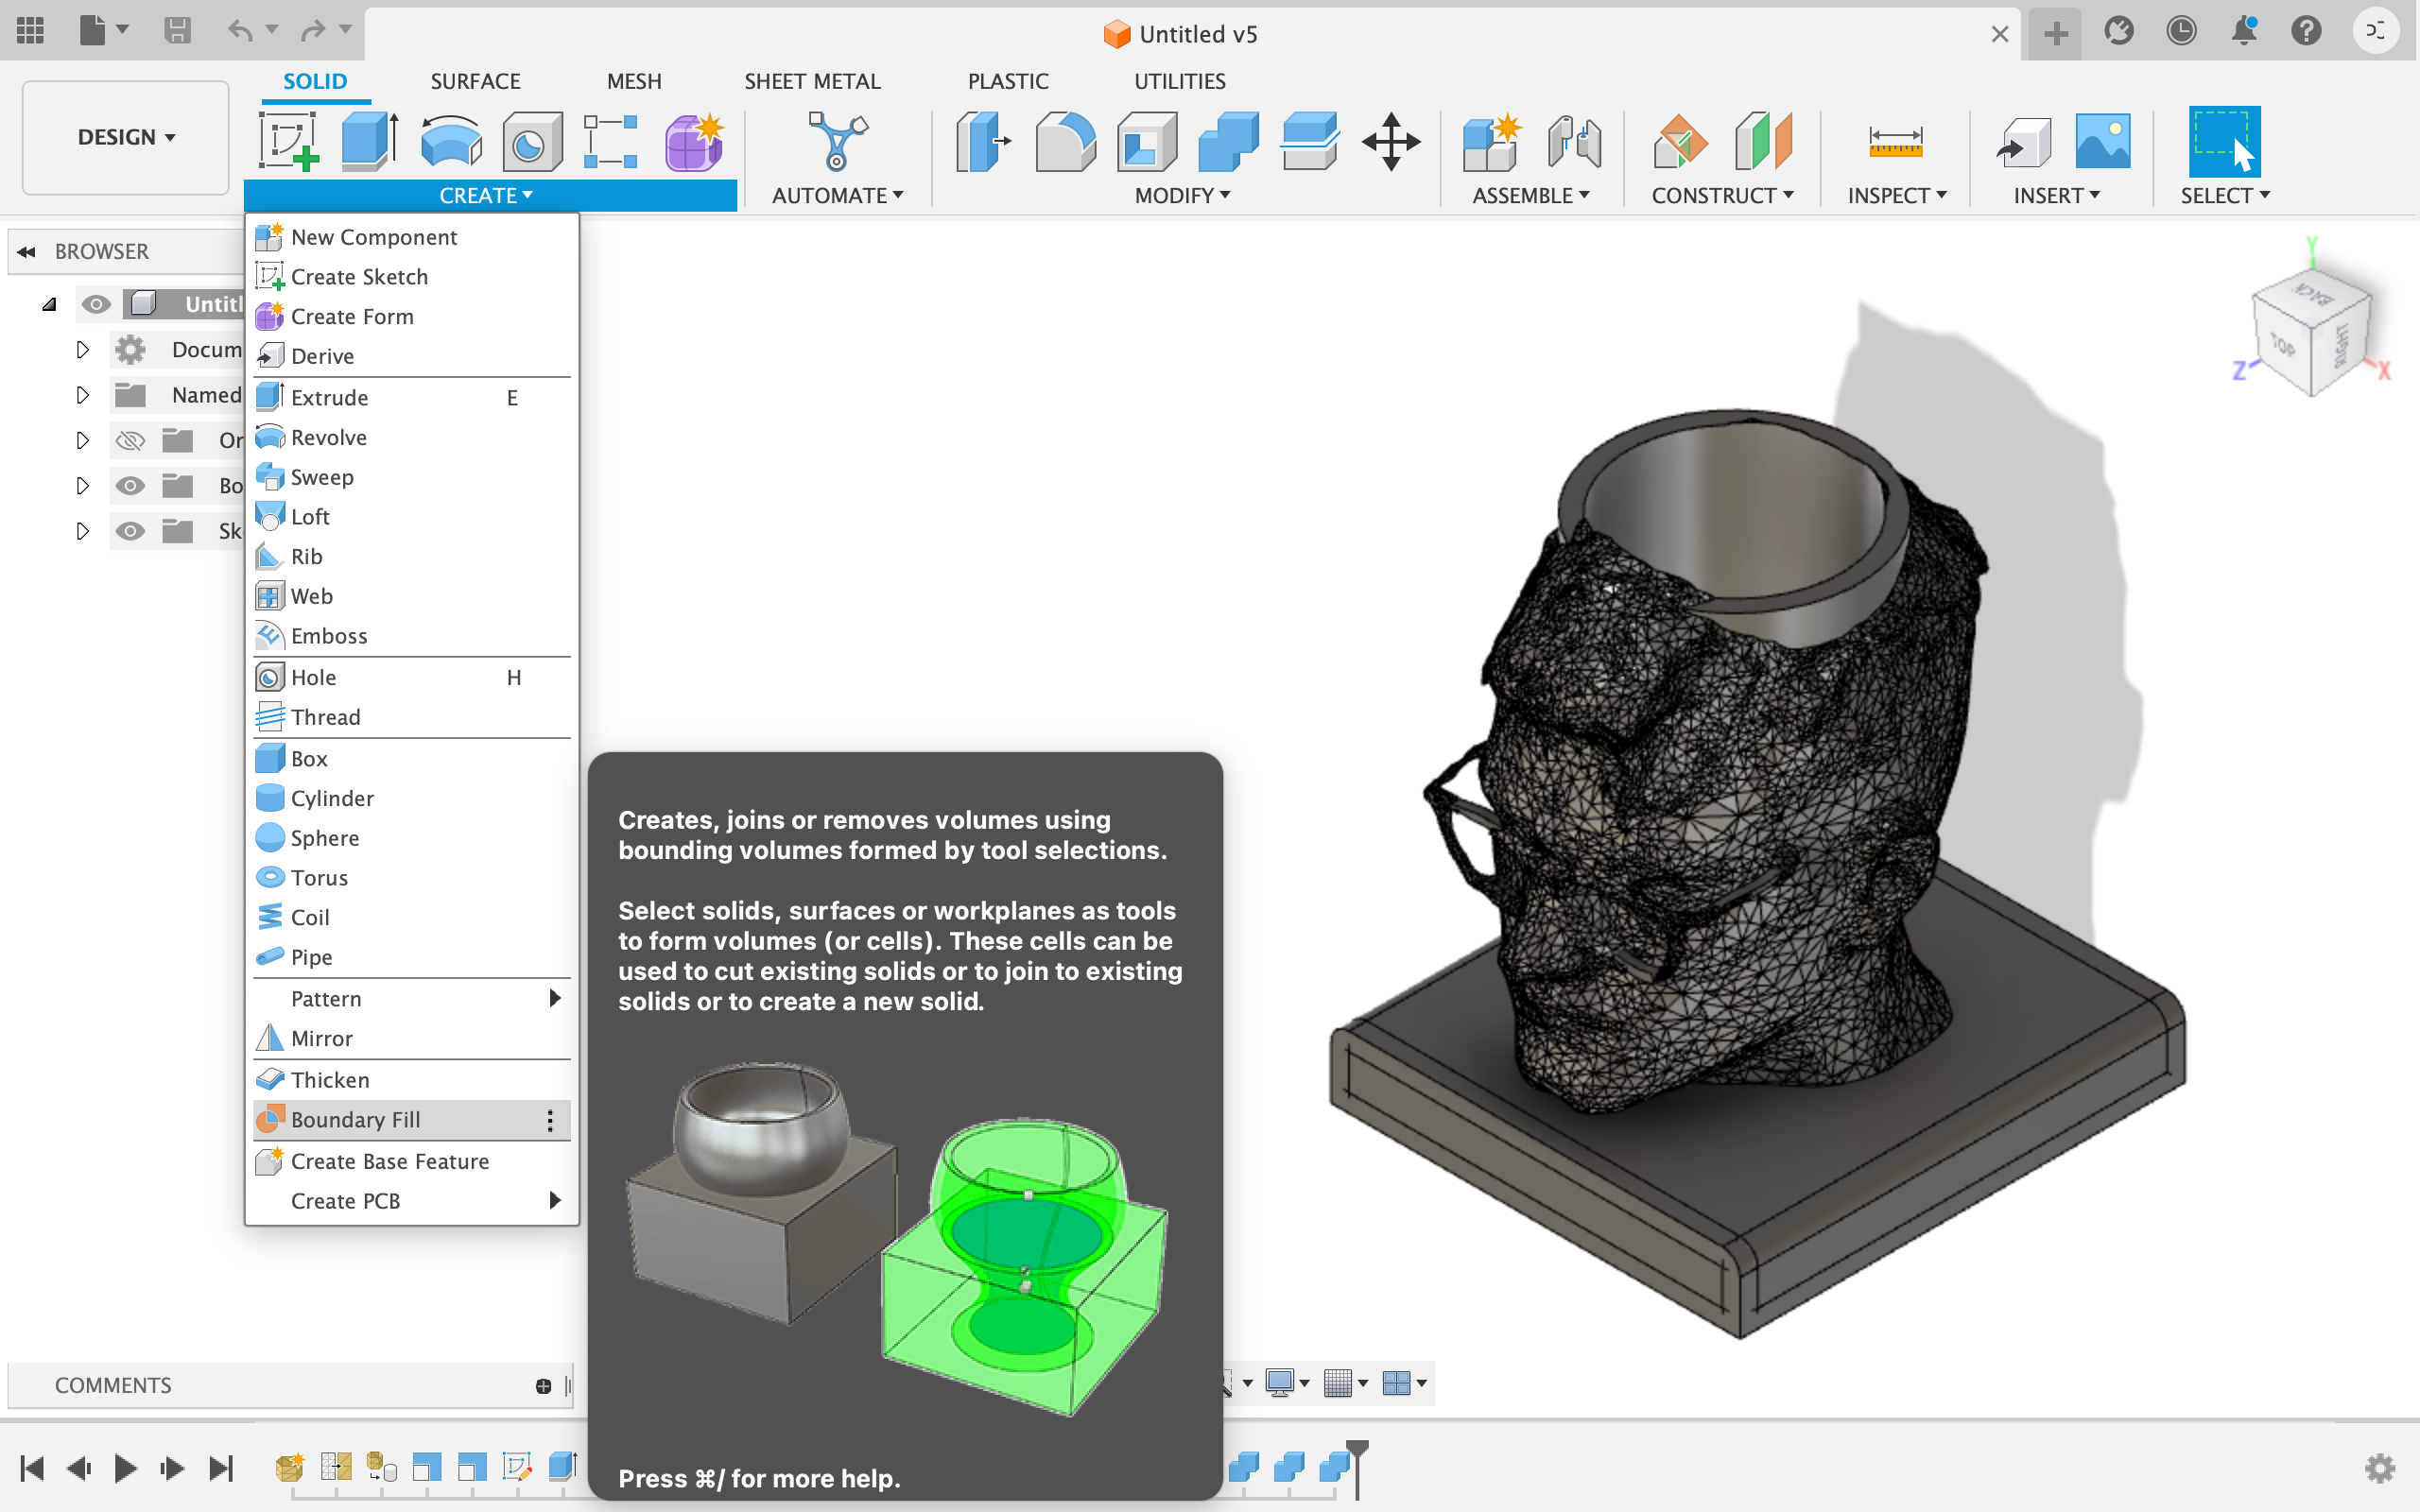 Untitled v5
DESIGN
SOLID
SURFACE
MESH
SHEET METAL
PLASTIC
UTILITIES
CREATE
AUTOMATE
MODIFY
ASSEMBLE
CONSTRUCT
INSPECT
INSERT
SELECT
BROWSER
Untitl
Docum
Named
Or
Bo
Sk
New Component
Create Sketch
Create Form
Derive
Extrude E
Revolve
Sweep
Loft
Rib
Web
Emboss
Hole H
Thread
Box
Cylinder
Sphere
Torus
Coil
Pipe
Pattern
Mirror
Thicken
Boundary Fill
Create Base Feature
Create PCB
Creates, joins or removes volumes using
bounding volumes formed by tool selections.
Select solids, surfaces or workplanes as tools
to form volumes (or cells). These cells can be
used to cut existing solids or to join to existing
solids or to create a new solid.
Press ⌘/ for more help.
Y
BACK
TOP
RIGHT
Z
X
COMMENTS